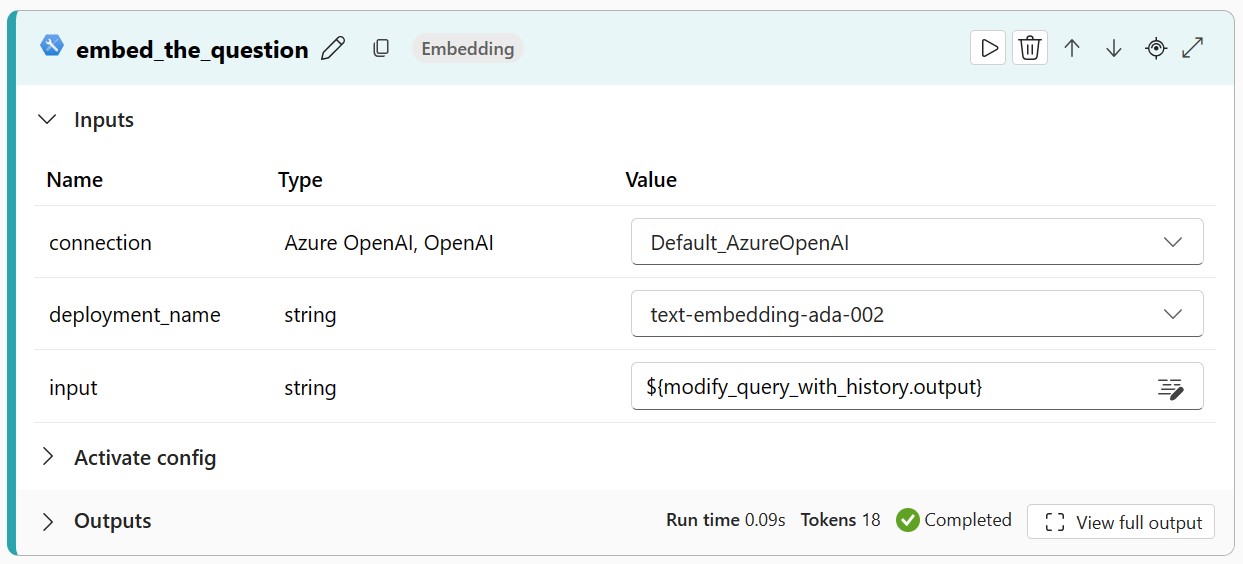 embed_the_question Embedding
Inputs
Name Type Value
connection Azure OpenAI, OpenAI Default_AzureOpenAI
deployment_name string text-embedding-ada-002
input string ${modify_query_with_history.output}
Activate config
Outputs Run time 0.09s Tokens 18 Completed View full output